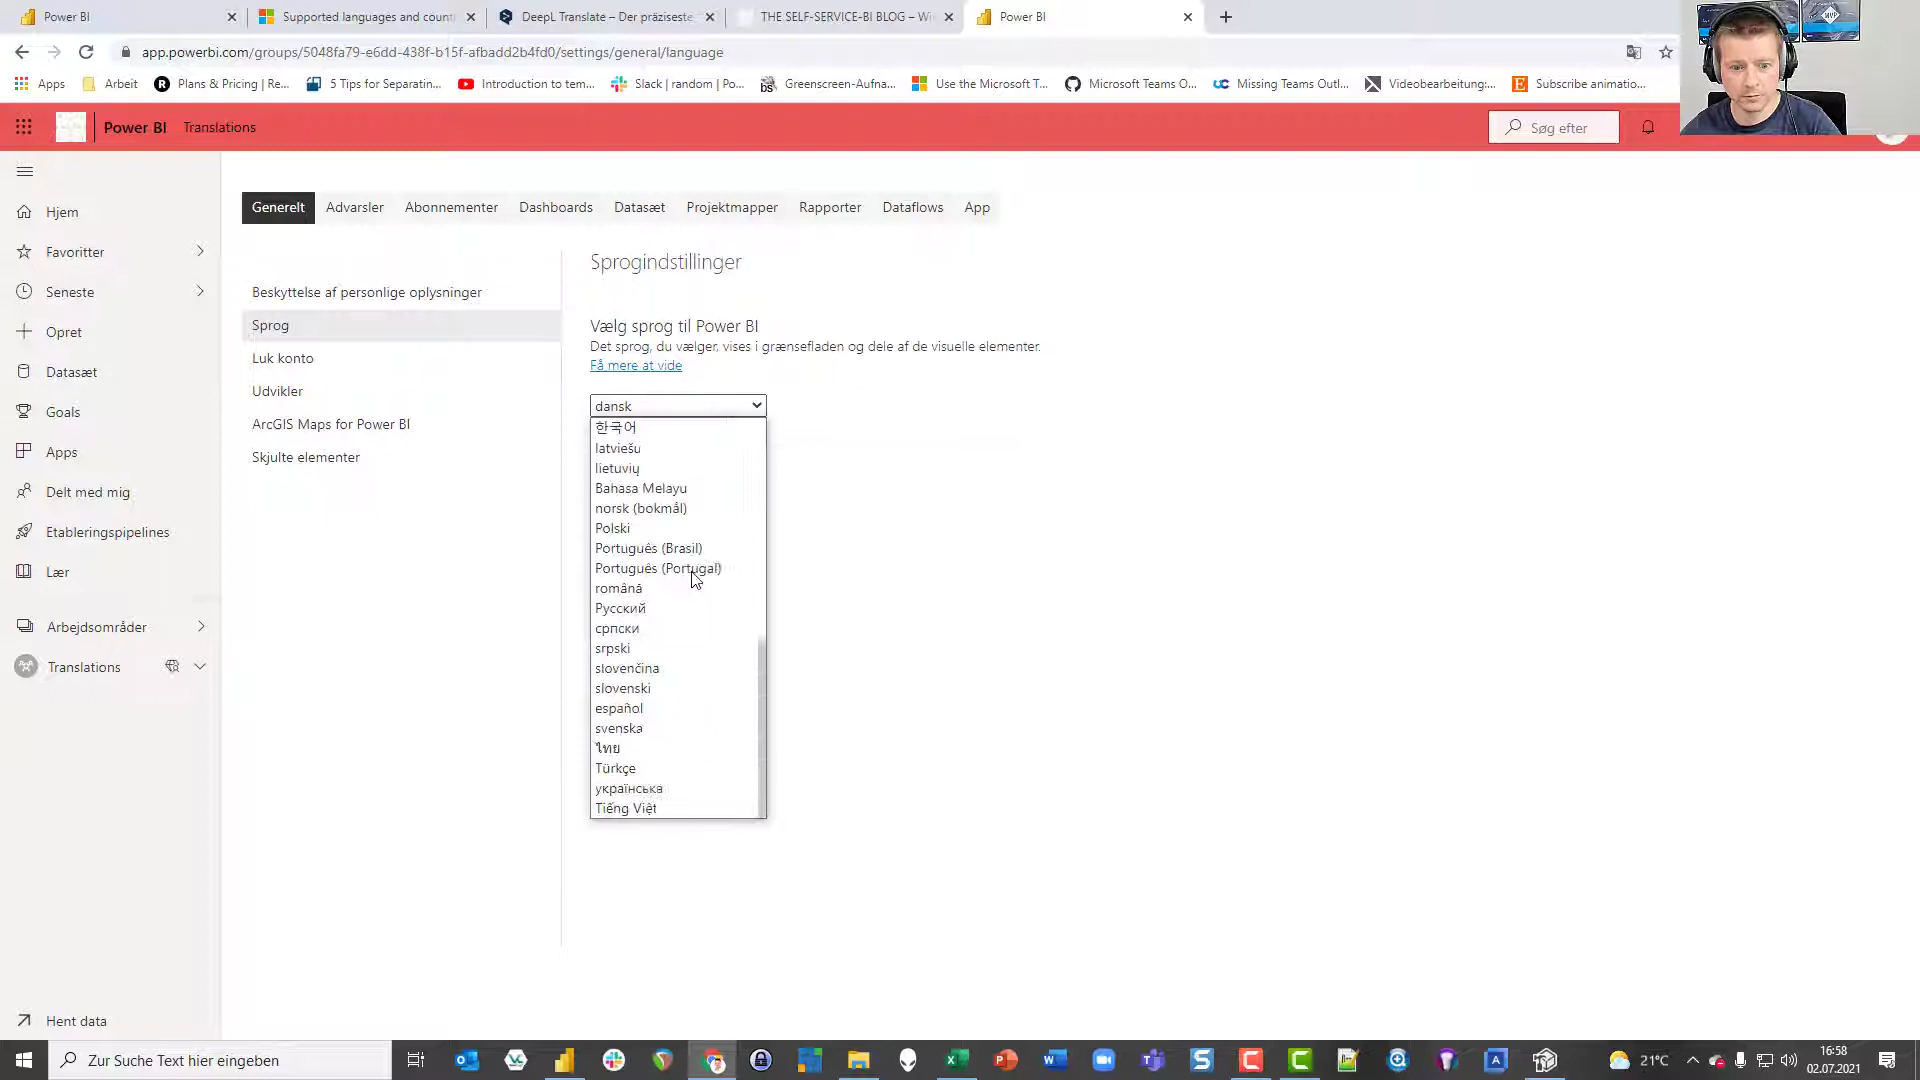 Power BI
Supported languages and count
DeepL Translate – Der präziseste
THE SELF-SERVICE-BI BLOG – Wi
Power BI
app.powerbi.com/groups/5048fa79-e6dd-438f-b15f-afbadd2b4fd0/settings/general/language
Apps
Arbeit
Plans & Pricing | Re...
5 Tips for Separatin...
Introduction to tem...
Slack | random | Po...
Greenscreen-Aufna...
Use the Microsoft T...
Microsoft Teams O...
Missing Teams Outl...
Videobearbeitung:...
Subscribe animatio...
Power BI
Translations
Søg efter
Hjem
Favoritter
Seneste
Opret
Datasæt
Goals
Apps
Delt med mig
Etableringspipelines
Lær
Arbejdsområder
Translations
Hent data
Generelt
Advarsler
Abonnementer
Dashboards
Datasæt
Projektmapper
Rapporter
Dataflows
App
Beskyttelse af personlige oplysninger
Sprog
Luk konto
Udvikler
ArcGIS Maps for Power BI
Skjulte elementer
Sprogindstillinger
Vælg sprog til Power BI
Det sprog, du vælger, vises i grænsefladen og dele af de visuelle elementer.
Få mere at vide
dansk
한국어
latviešu
lietuvių
Bahasa Melayu
norsk (bokmål)
Polski
Português (Brasil)
Português (Portugal)
română
Русский
српски
srpski
slovenčina
slovenski
español
svenska
ไทย
Türkçe
українська
Tiếng Việt
Zur Suche Text hier eingeben
21°C
16:58
02.07.2021